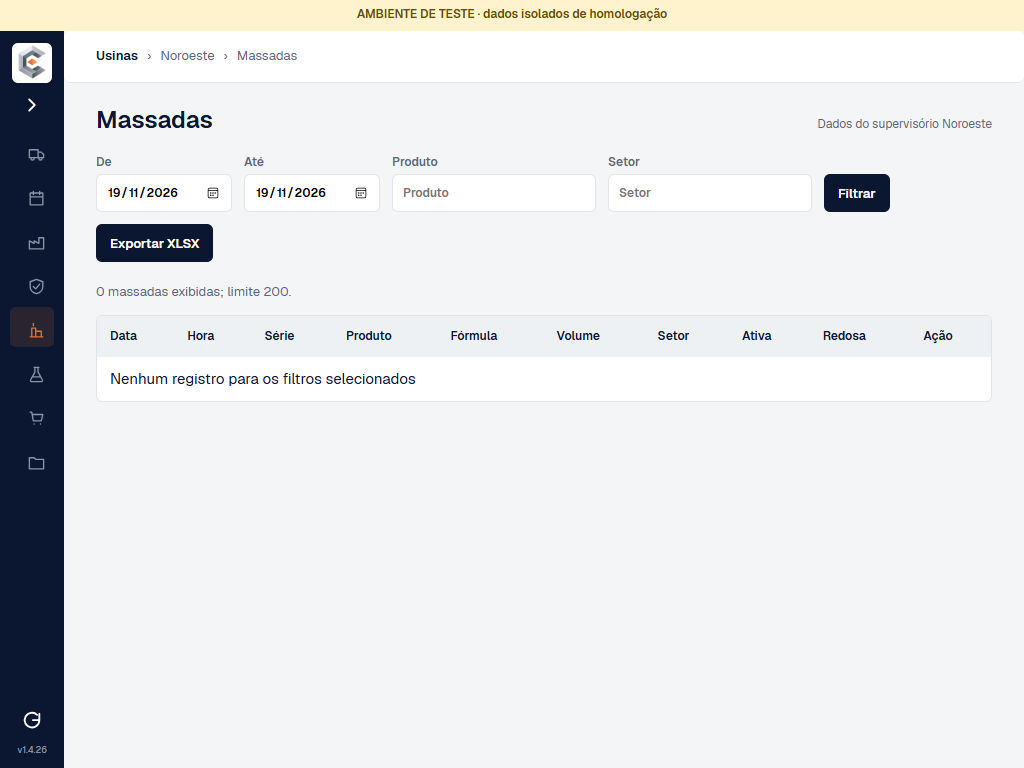 AMBIENTE DE TESTE · dados isolados de homologação
Usinas › Noroeste › Massadas
Massadas
Dados do supervisório Noroeste
De Até Produto Setor
19/11/2026 19/11/2026 Produto Setor Filtrar
Exportar XLSX
0 massadas exibidas; limite 200.
Data Hora Série Produto Fórmula Volume Setor Ativa Redosa Ação
Nenhum registro para os filtros selecionados
v1.4.26